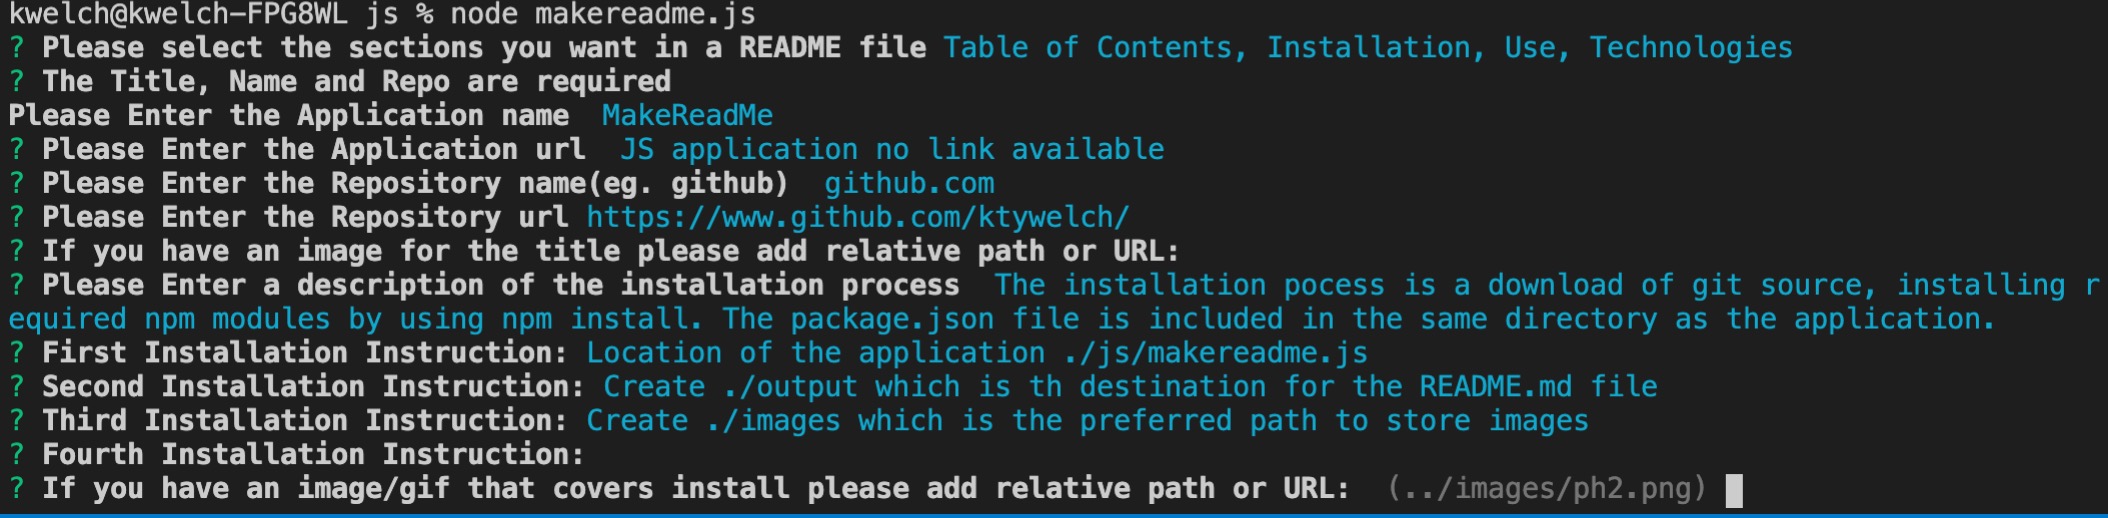 kwelch@kwelch-FPG8WL js % node makereadme.js
? Please select the sections you want in a README file Table of Contents, Installation, Use, Technologies
? The Title, Name and Repo are required
Please Enter the Application name  MakeReadMe
? Please Enter the Application url  JS application no link available
? Please Enter the Repository name(eg. github)  github.com
? Please Enter the Repository url https://www.github.com/ktywelch/
? If you have an image for the title please add relative path or URL:
? Please Enter a description of the installation process  The installation pocess is a download of git source, installing r
equired npm modules by using npm install. The package.json file is included in the same directory as the application.
? First Installation Instruction: Location of the application ./js/makereadme.js
? Second Installation Instruction: Create ./output which is th destination for the README.md file
? Third Installation Instruction: Create ./images which is the preferred path to store images
? Fourth Installation Instruction:
? If you have an image/gif that covers install please add relative path or URL:  (../images/ph2.png)